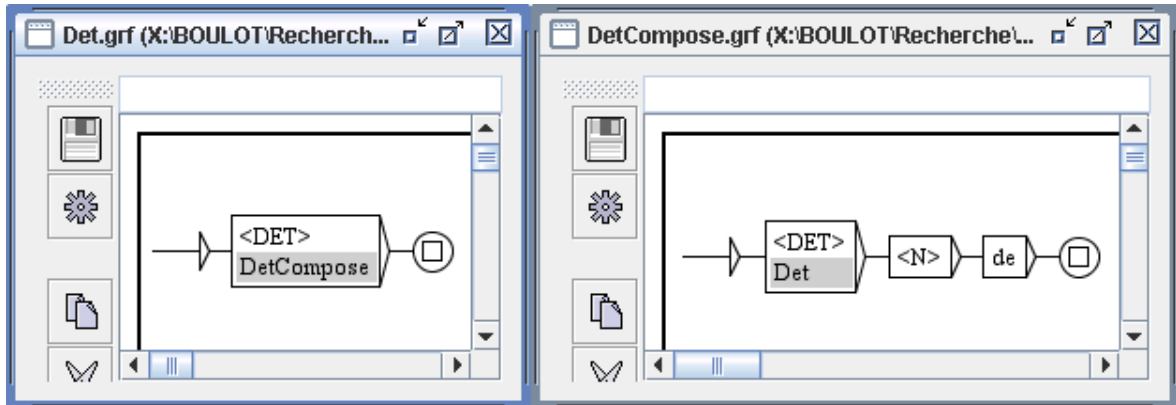 Det.grf (X:\BOULOT\Recherch...
<DET>
DetCompose
DetCompose.grf (X:\BOULOT\Recherche\...
<DET>
Det
<N>
de